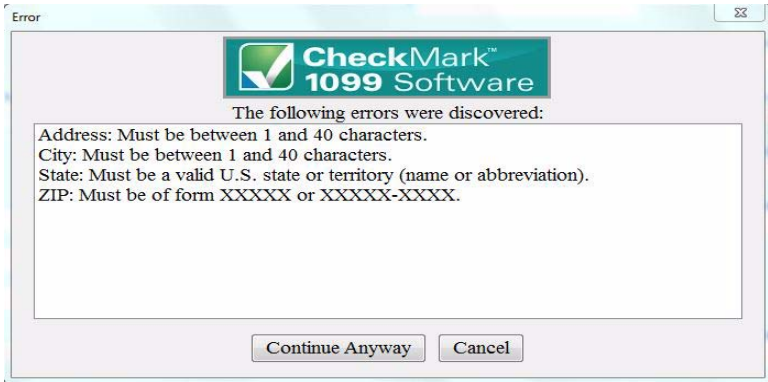 Error
CheckMark™
1099 Software
The following errors were discovered:
Address: Must be between 1 and 40 characters.
City: Must be between 1 and 40 characters.
State: Must be a valid U.S. state or territory (name or abbreviation).
ZIP: Must be of form XXXXX or XXXXX-XXXX.
Continue Anyway Cancel